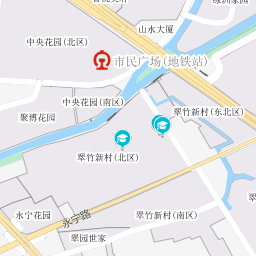 山水大厦
中央花园(北区)
市民广场(地铁站)
中央花园(南区)
聚博花园
翠竹新村(东北区)
翠竹新村(北区)
永宁花园
永宁路
翠竹新村(南区)
翠园世家